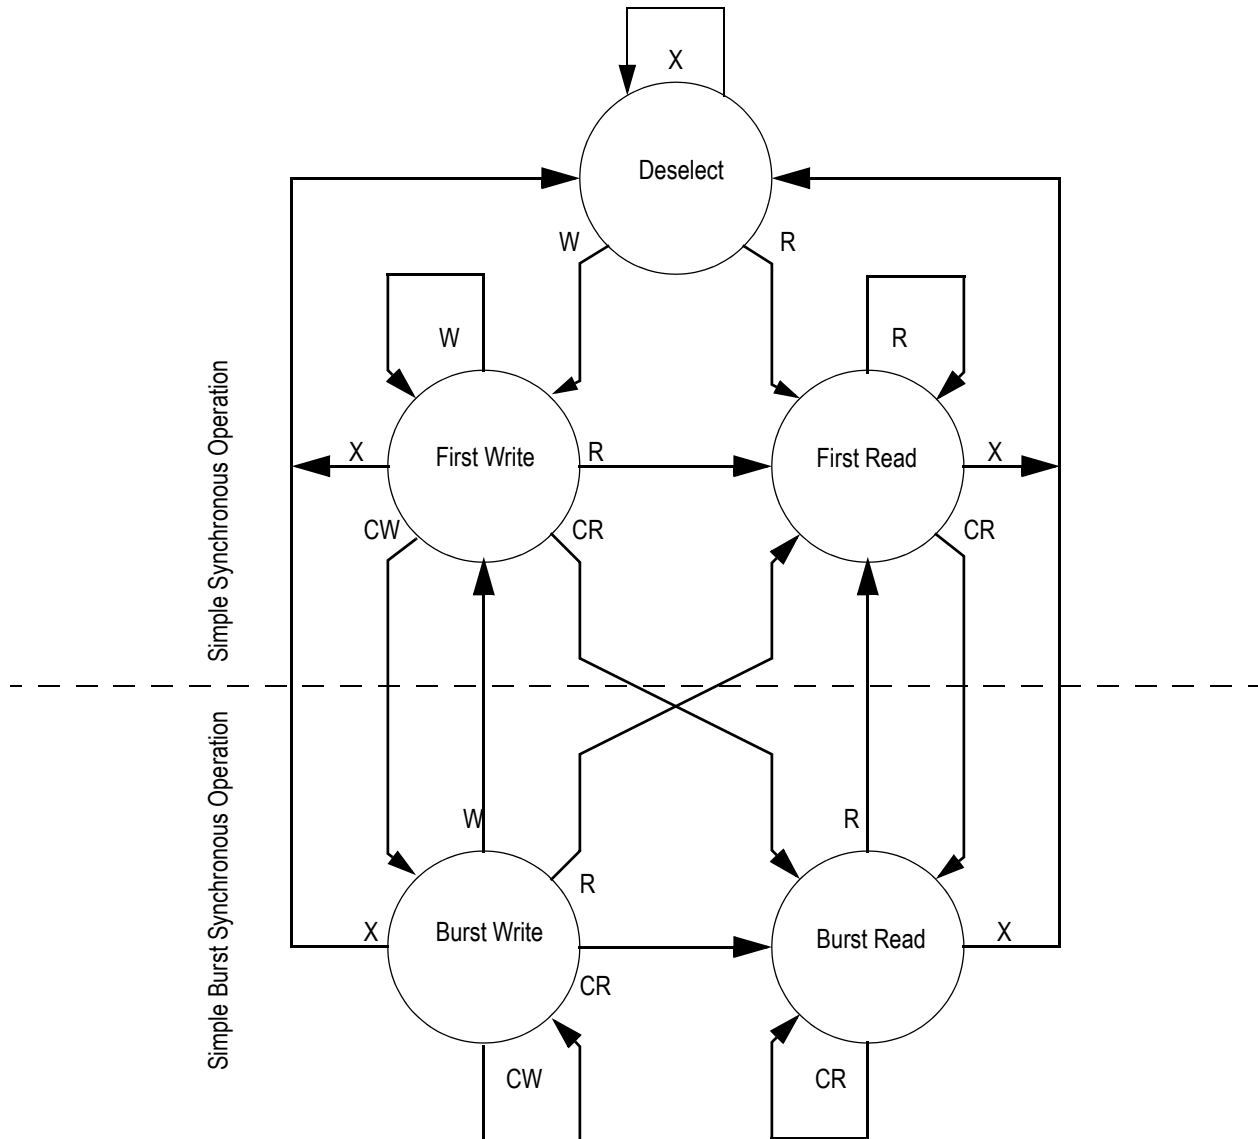 X
Deselect
W
R
W
R
Simple Synchronous Operation
X
First Write
R
First Read
X
CW
CR
CR
Simple Burst Synchronous Operation
W
R
R
X
Burst Write
Burst Read
X
CR
CW
CR